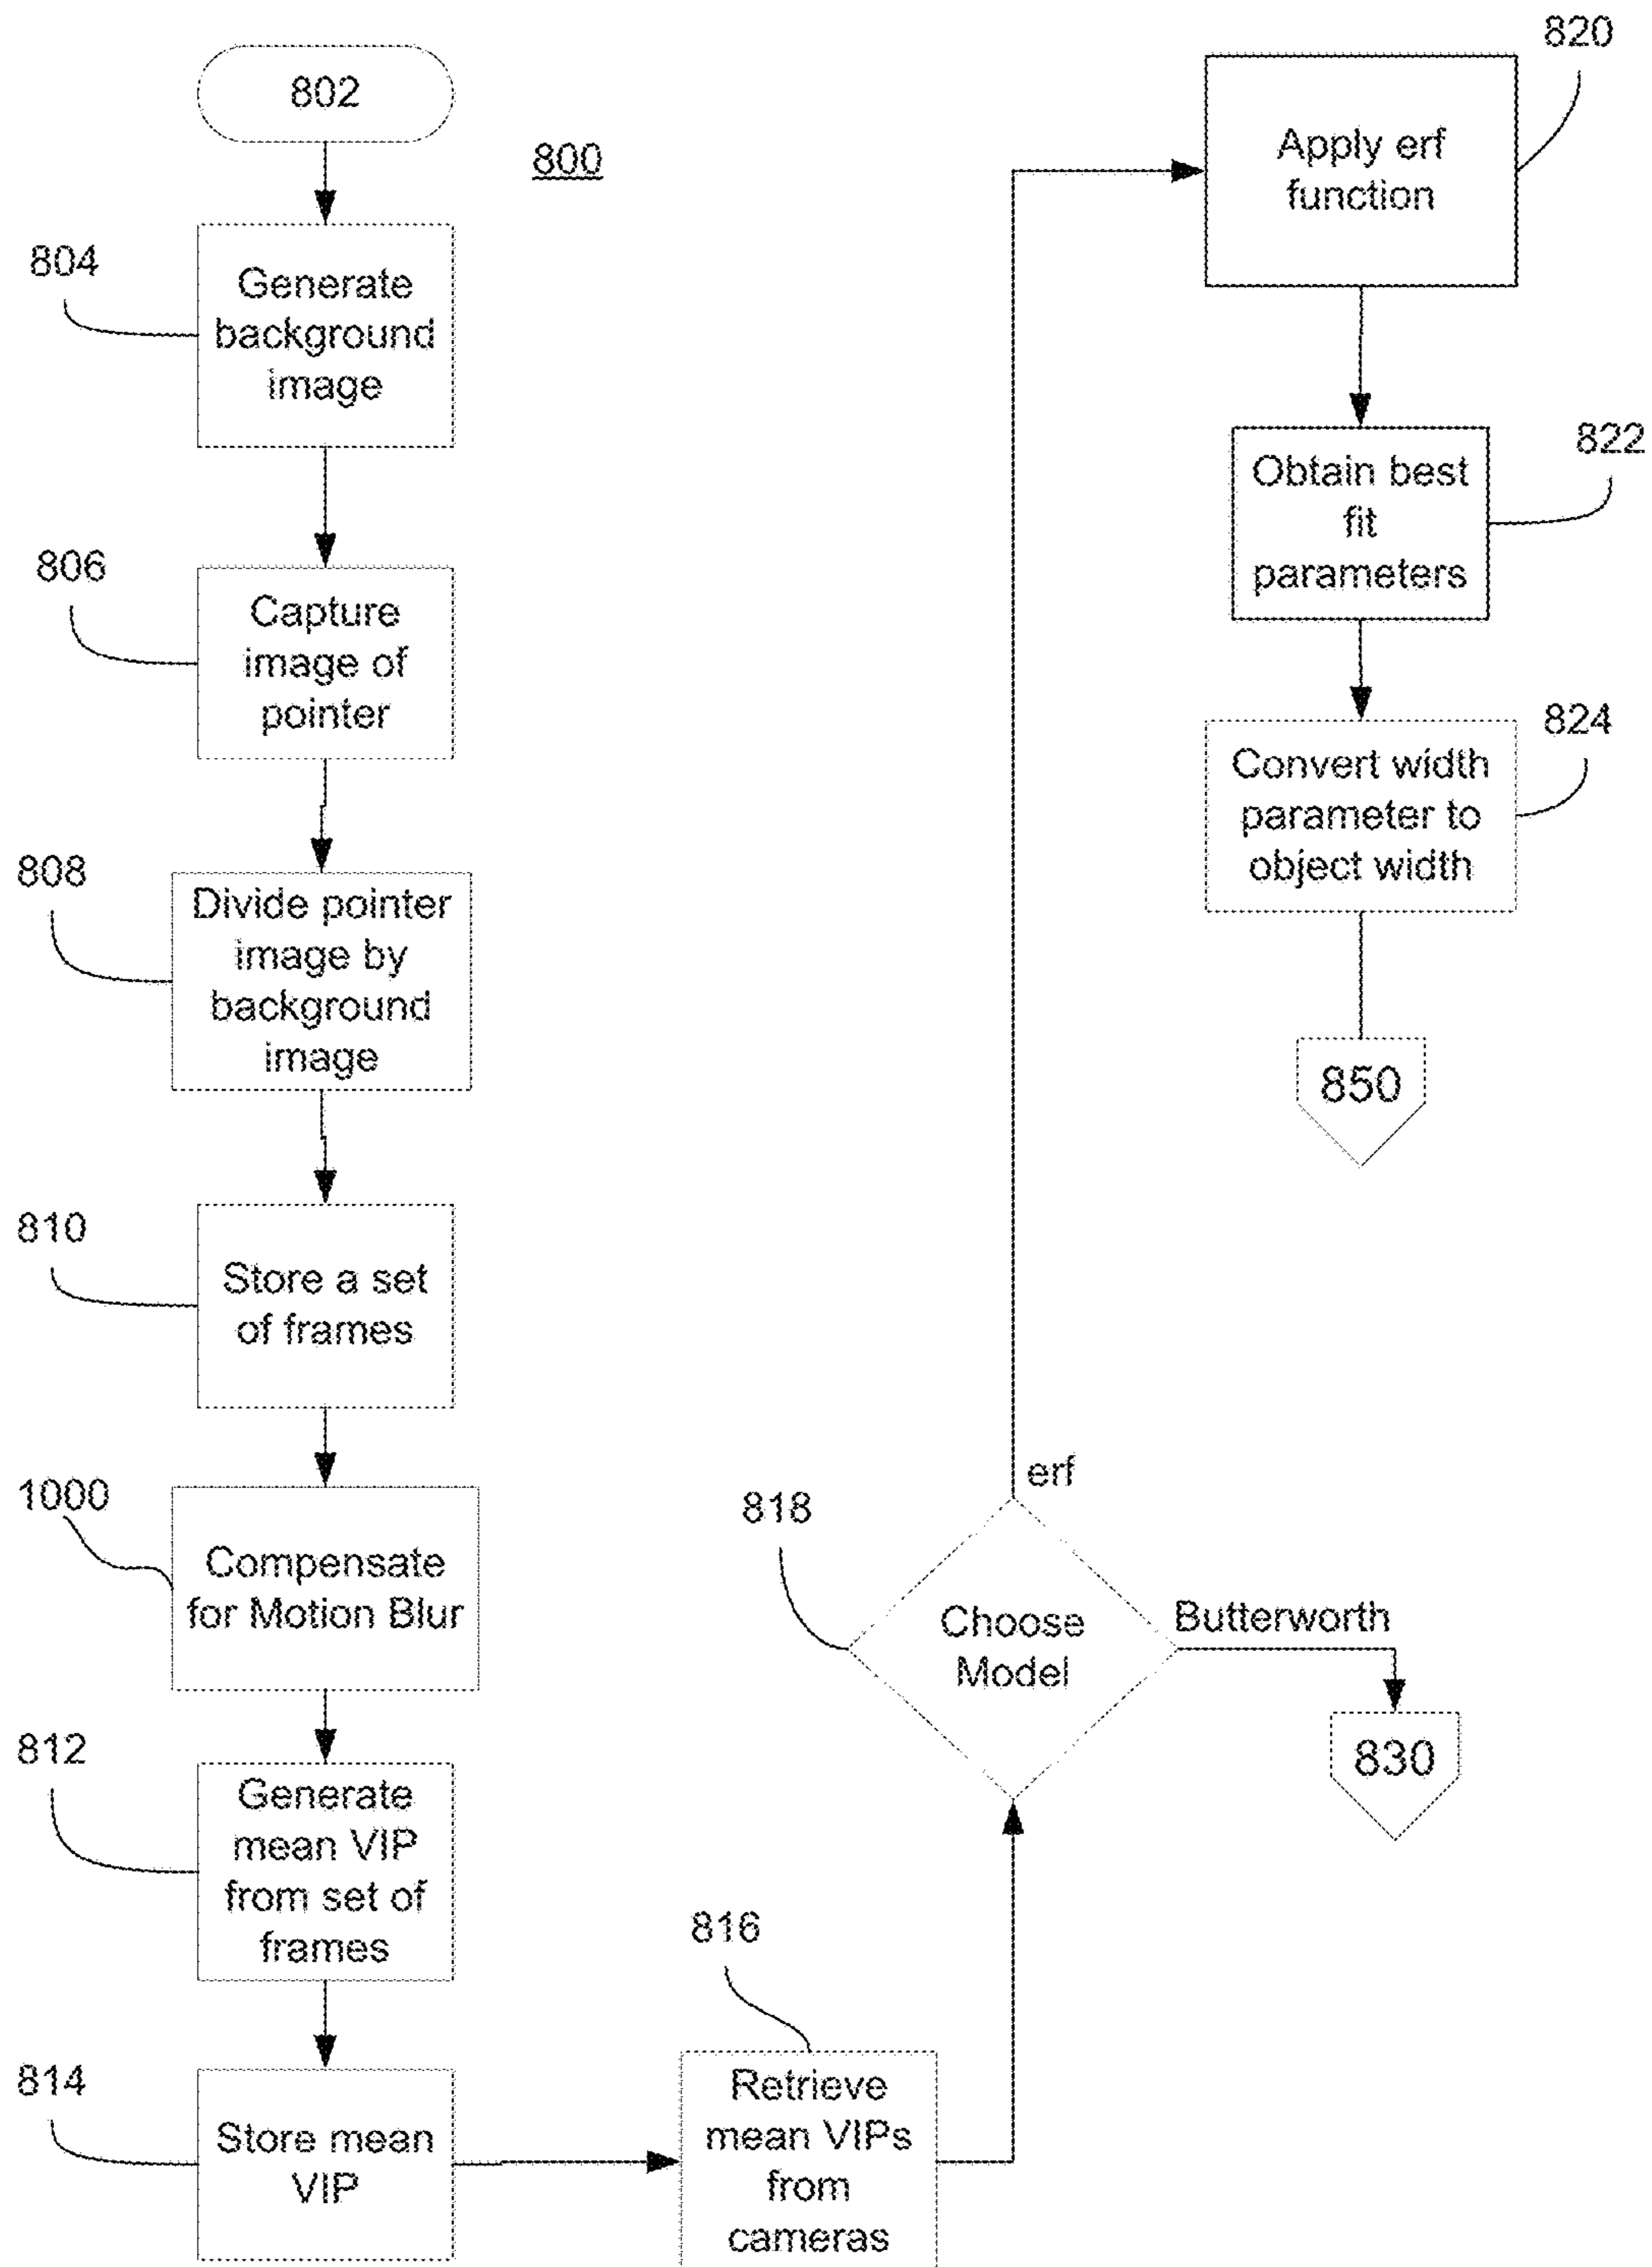 802
800
804
Generate
background
image
806
Capture
image of
pointer
808
Divide pointer
image by
background
image
810
Store a set
of frames
1000
Compensate
for Motion Blur
812
Generate
mean VIP
from set of
frames
814
Store mean
VIP
816
Retrieve
mean VIPs
from
cameras
818
Choose
Model
erf
Butterworth
830
820
Apply erf
function
822
Obtain best
fit
parameters
824
Convert width
parameter to
object width
850